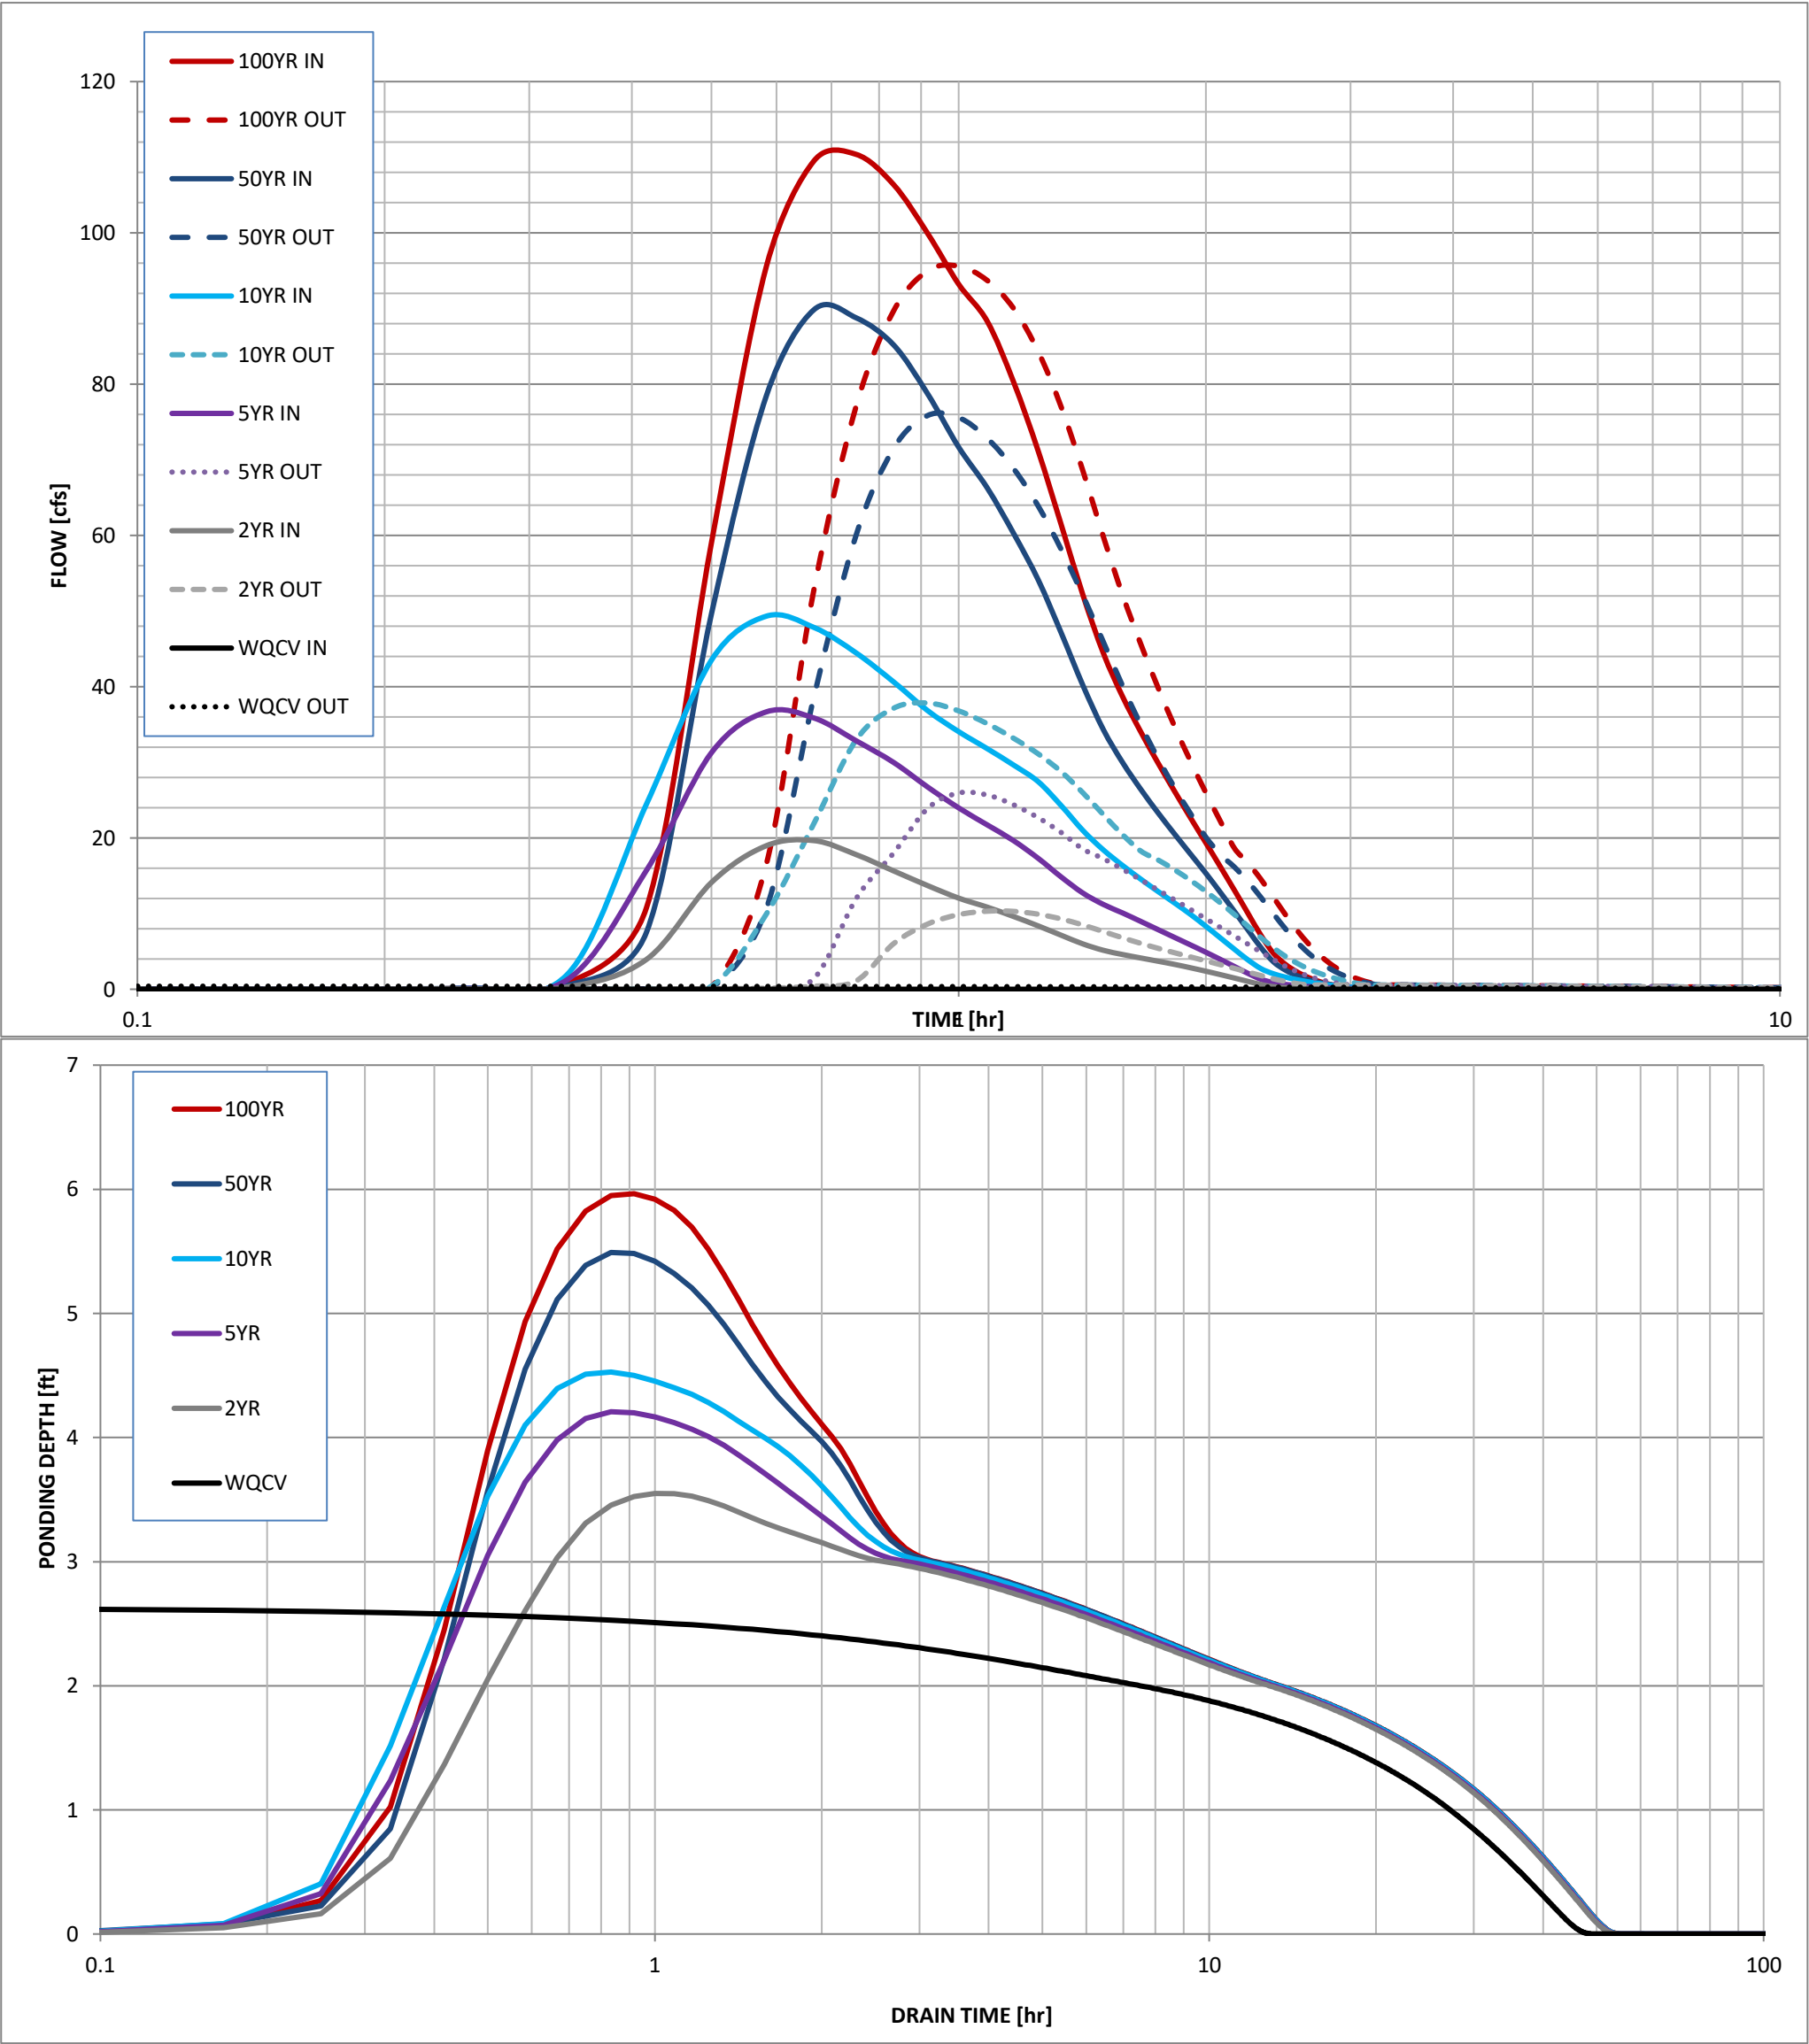 100YR IN
100YR OUT
50YR IN
50YR OUT
10YR IN
10YR OUT
5YR IN
5YR OUT
2YR IN
2YR OUT
WQCV IN
WQCV OUT
120
100
80
60
40
20
0
FLOW [cfs]
0.1
1
10
TIME [hr]
7
6
5
4
3
2
1
0
PONDING DEPTH [ft]
100YR
50YR
10YR
5YR
2YR
WQCV
0.1
1
10
100
DRAIN TIME [hr]